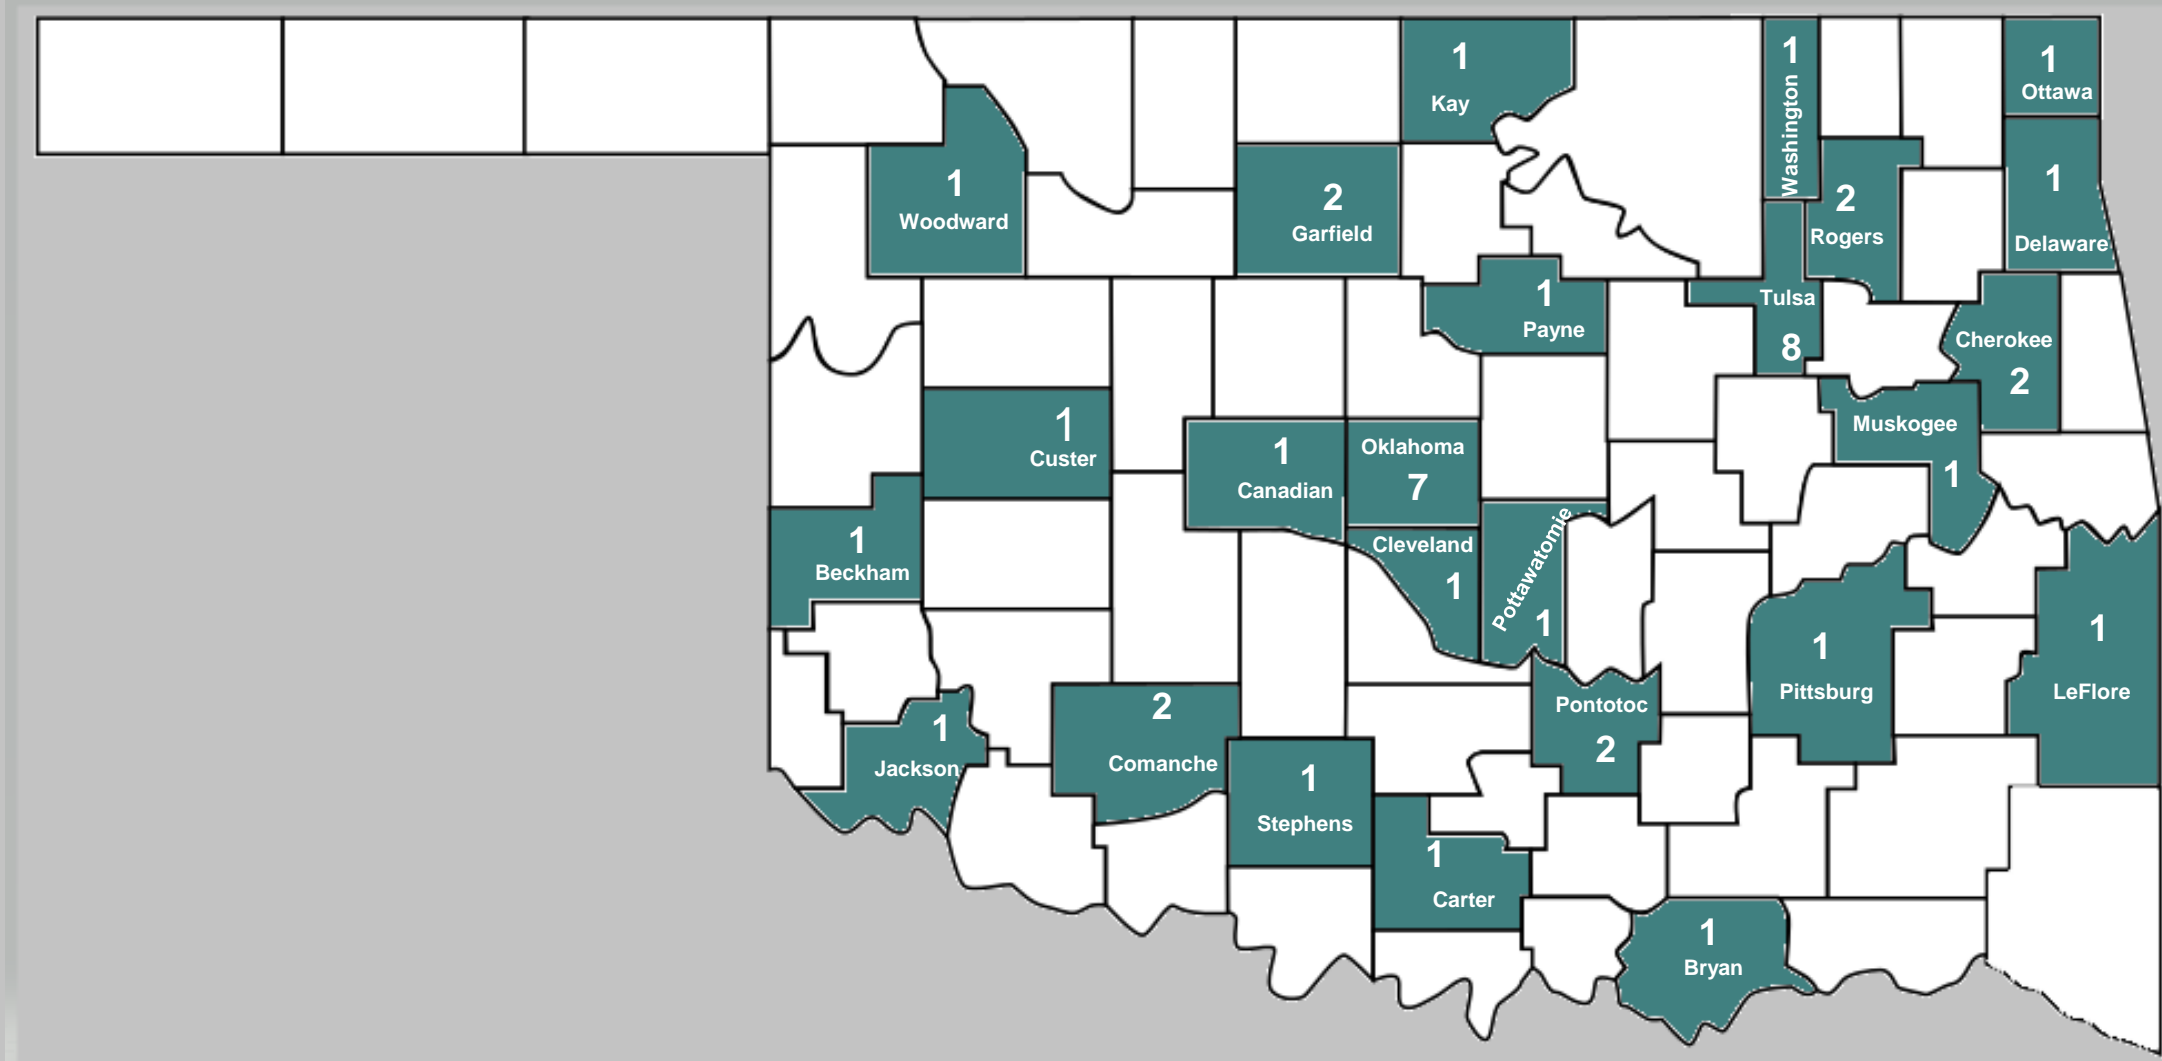 1
Kay
1
Washington
1
Ottawa
1
Woodward
2
Garfield
2
Rogers
1
Delaware
1
Payne
Tulsa
8
Cherokee
2
1
Custer
1
Canadian
Oklahoma
7
Muskogee
1
1
Beckham
Cleveland
1
Pottawatomie
1
1
Pittsburg
1
LeFlore
1
Jackson
2
Comanche
1
Stephens
Pontotoc
2
1
Carter
1
Bryan